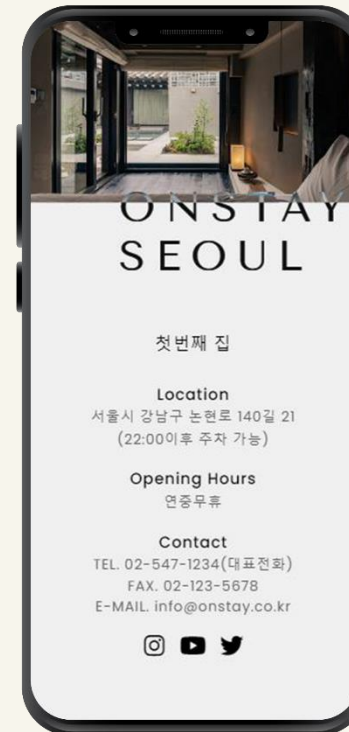 ONSTAY
SEOUL
첫번째 집
Location
서울시 강남구 논현로 140길 21
(22:00이후 주차 가능)
Opening Hours
연중무휴
Contact
TEL. 02-547-1234(대표전화)
FAX. 02-123-5678
E-MAIL. info@onstay.co.kr